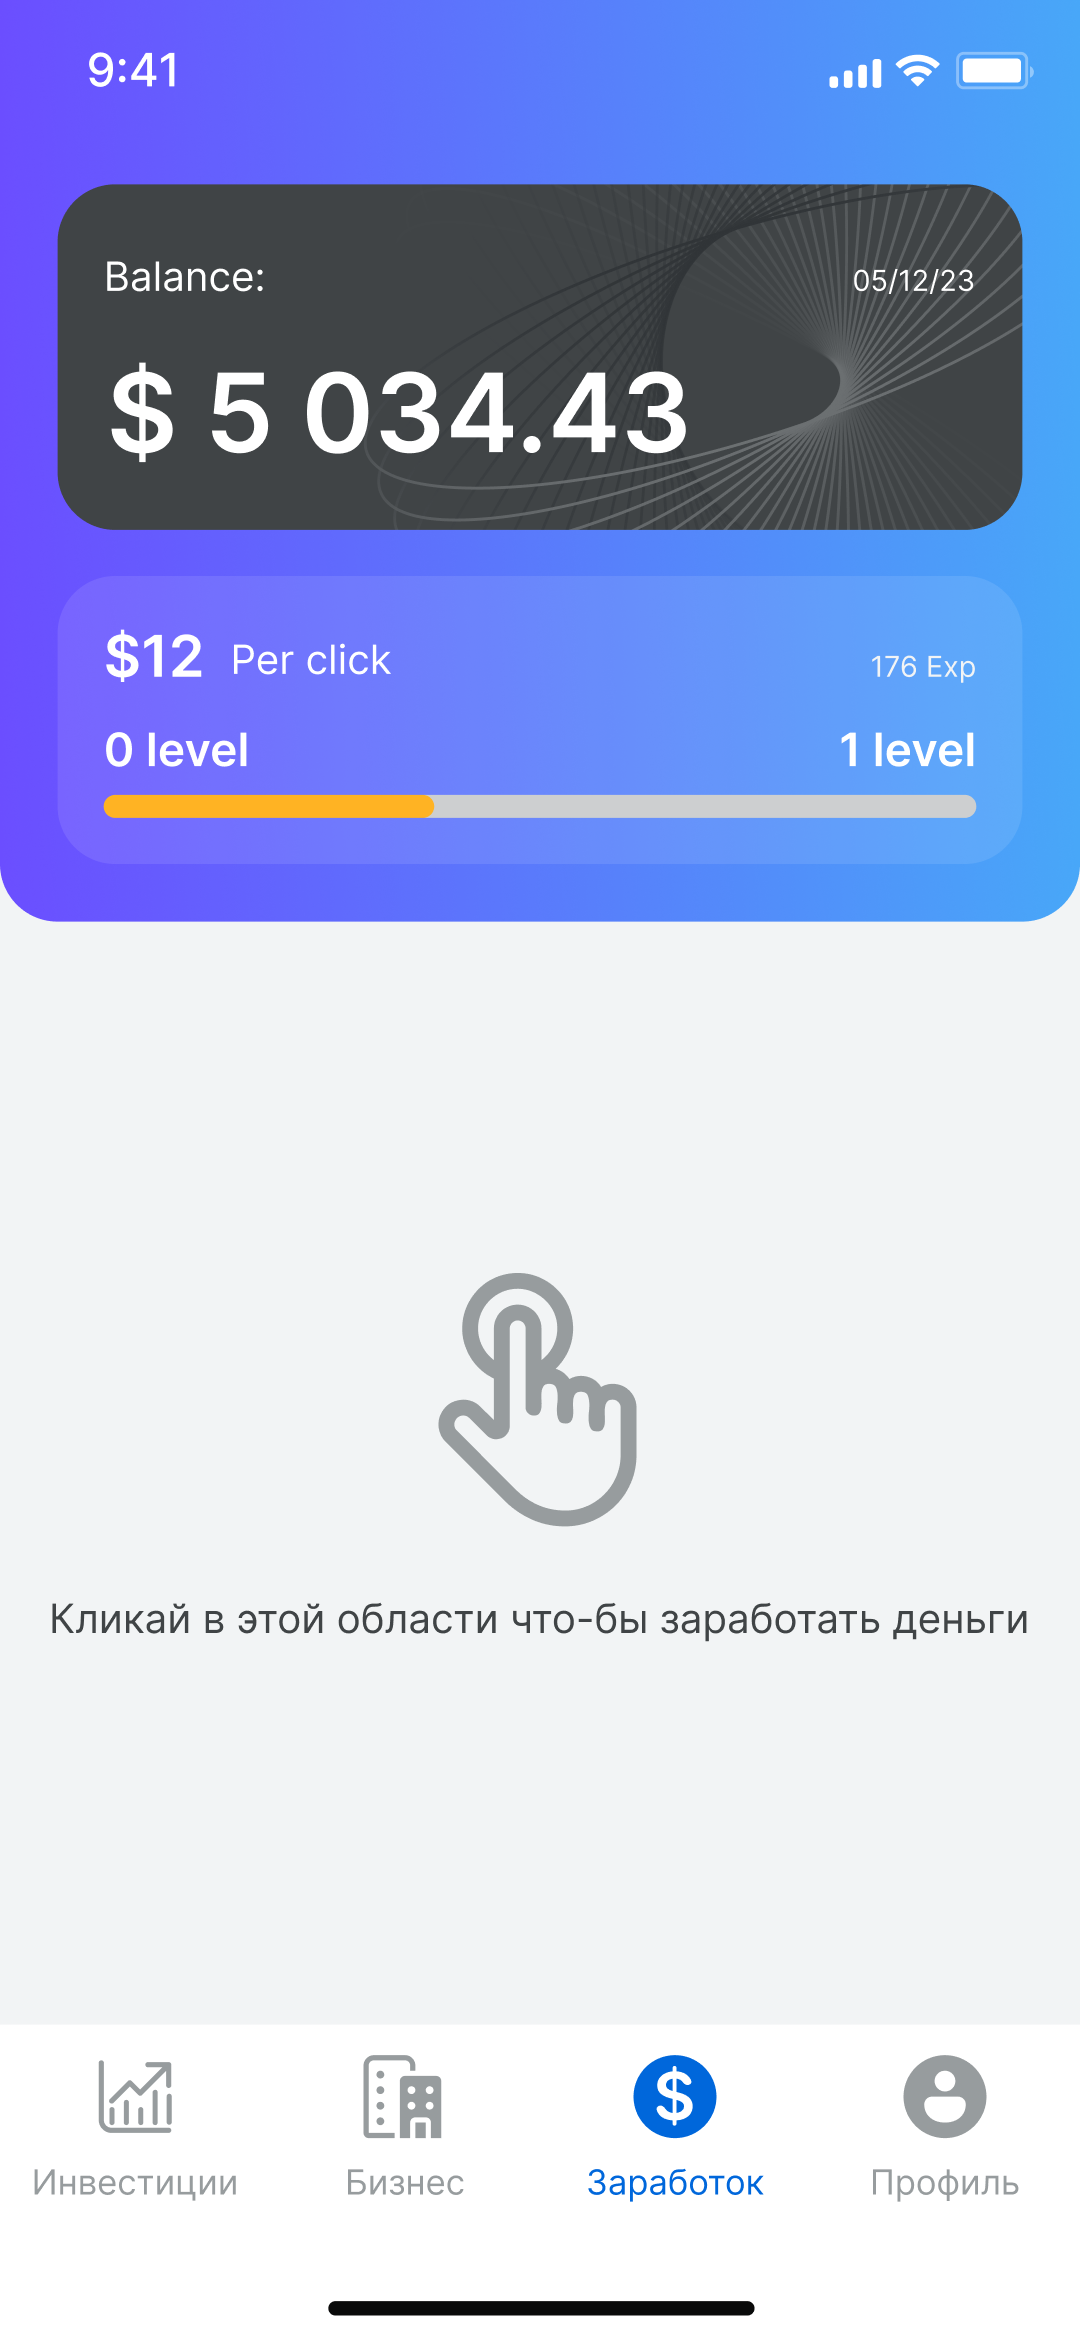 9:41
Balance:
05/12/23
$ 5 034.43
$12 Per click
176 Exp
0 level
1 level
Кликай в этой области что-бы заработать деньги
Инвестиции
Бизнес
$
Заработок
Профиль